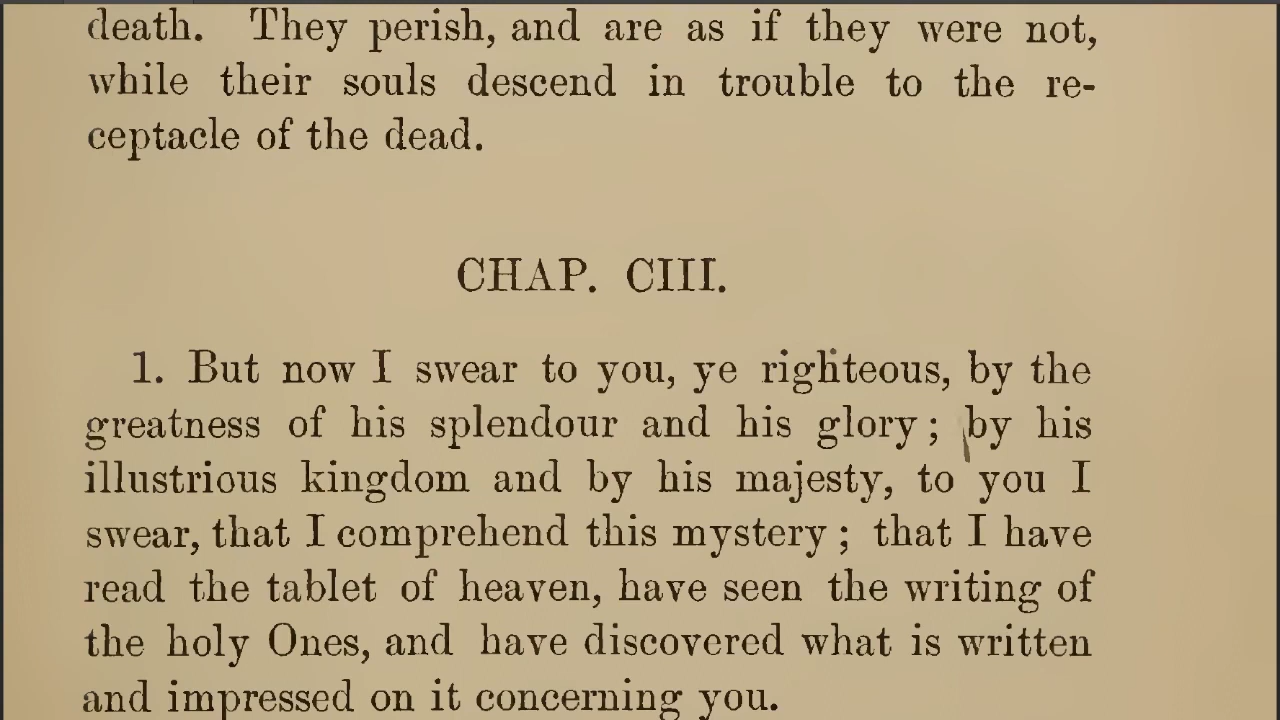 death. They perish, and are as if they were not,
while their souls descend in trouble to the re-
ceptacle of the dead.
CHAP. CIII.
1. But now I swear to you, ye righteous, by the
greatness of his splendour and his glory; by his
illustrious kingdom and by his majesty, to you I
swear, that I comprehend this mystery; that I have
read the tablet of heaven, have seen the writing of
the holy Ones, and have discovered what is written
and impressed on it concerning you.